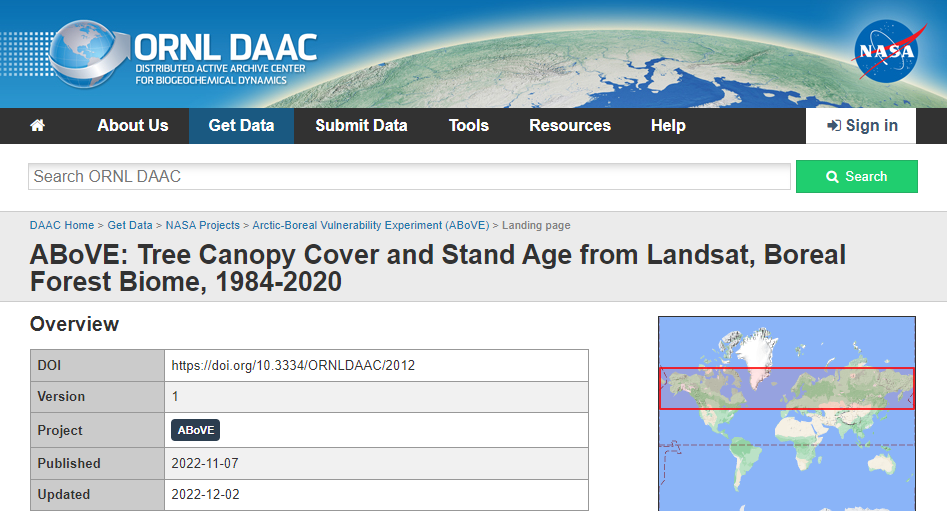 ORNL DAAC
DISTRIBUTED ACTIVE ARCHIVE CENTER
FOR BIOGEOCHEMICAL DYNAMICS
NASA
About Us
Get Data
Submit Data
Tools
Resources
Help
Sign in
Search ORNL DAAC
Search
DAAC Home > Get Data > NASA Projects > Arctic-Boreal Vulnerability Experiment (ABoVE) > Landing page
ABoVE: Tree Canopy Cover and Stand Age from Landsat, Boreal
Forest Biome, 1984-2020
Overview
DOI https://doi.org/10.3334/ORNLDAAC/2012
Version 1
Project ABoVE
Published 2022-11-07
Updated 2022-12-02